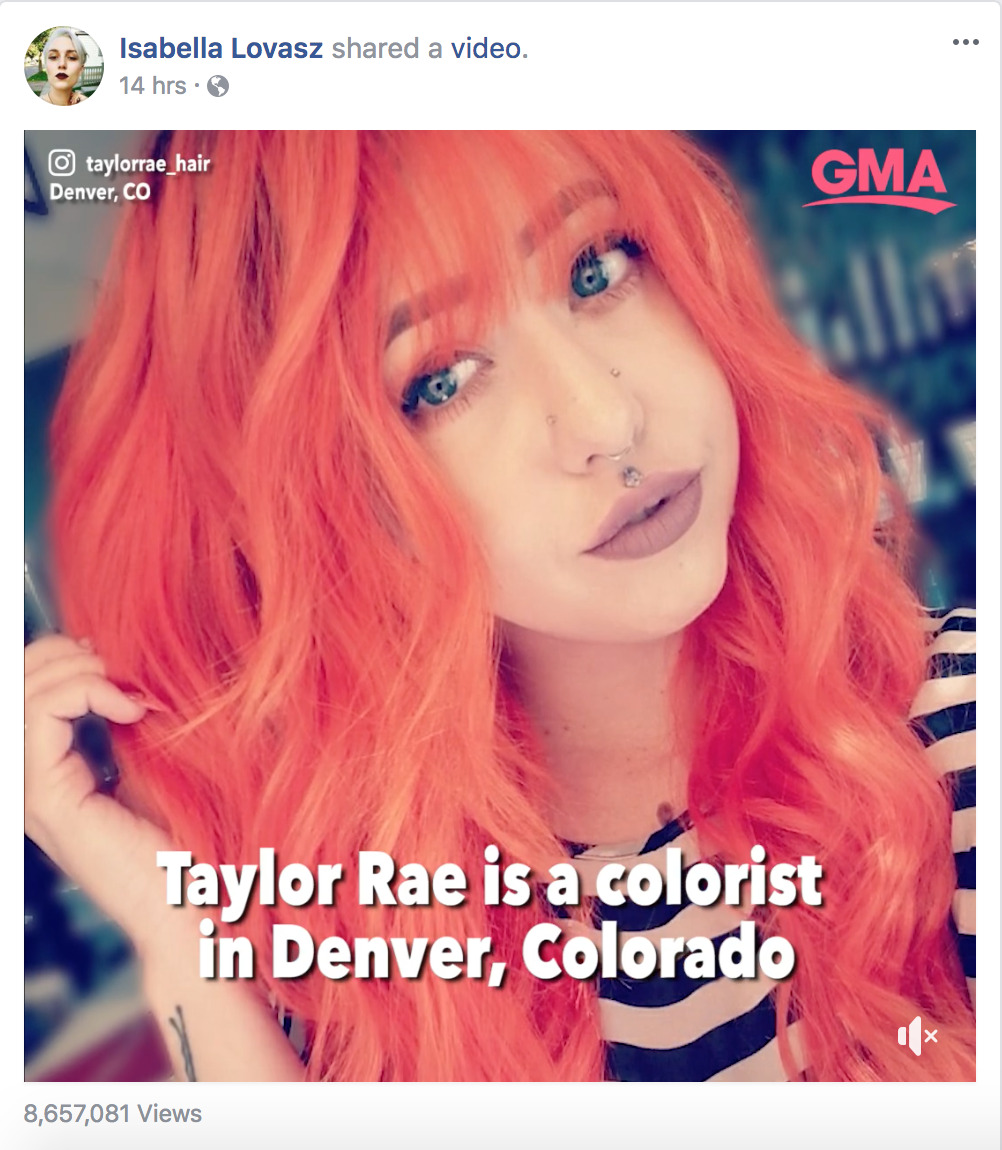 Isabella Lovasz shared a video.
14 hrs ·
taylorrae_hair
Denver, CO
GMA
Taylor Rae is a colorist
in Denver, Colorado
8,657,081 Views